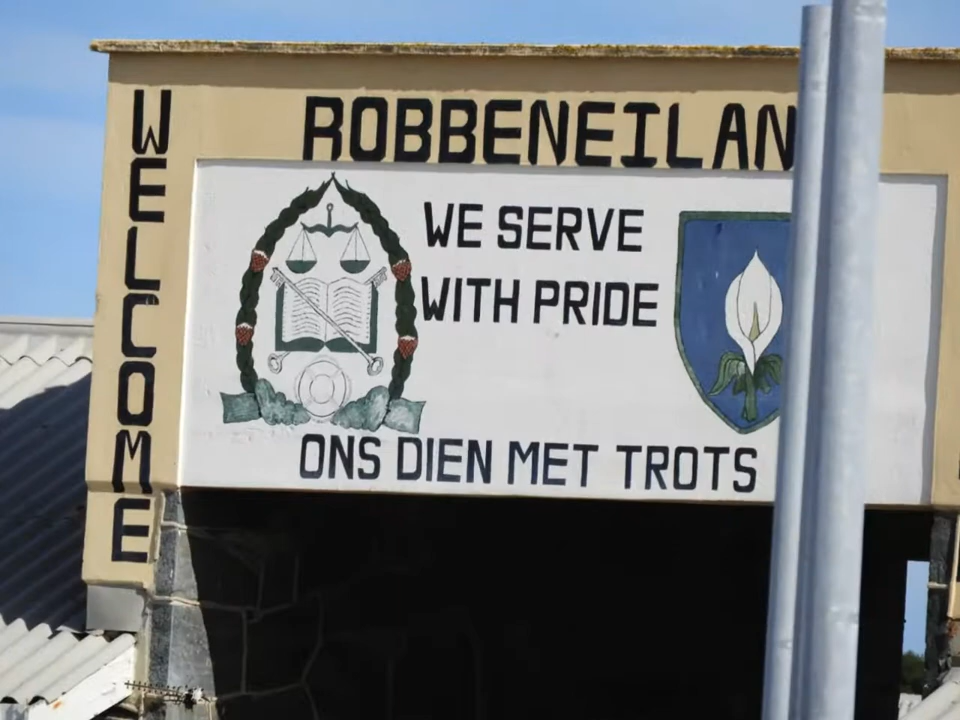 WELCOME
ROBBENEILAN
WE SERVE
WITH PRIDE
ONS DIEN MET TROTS